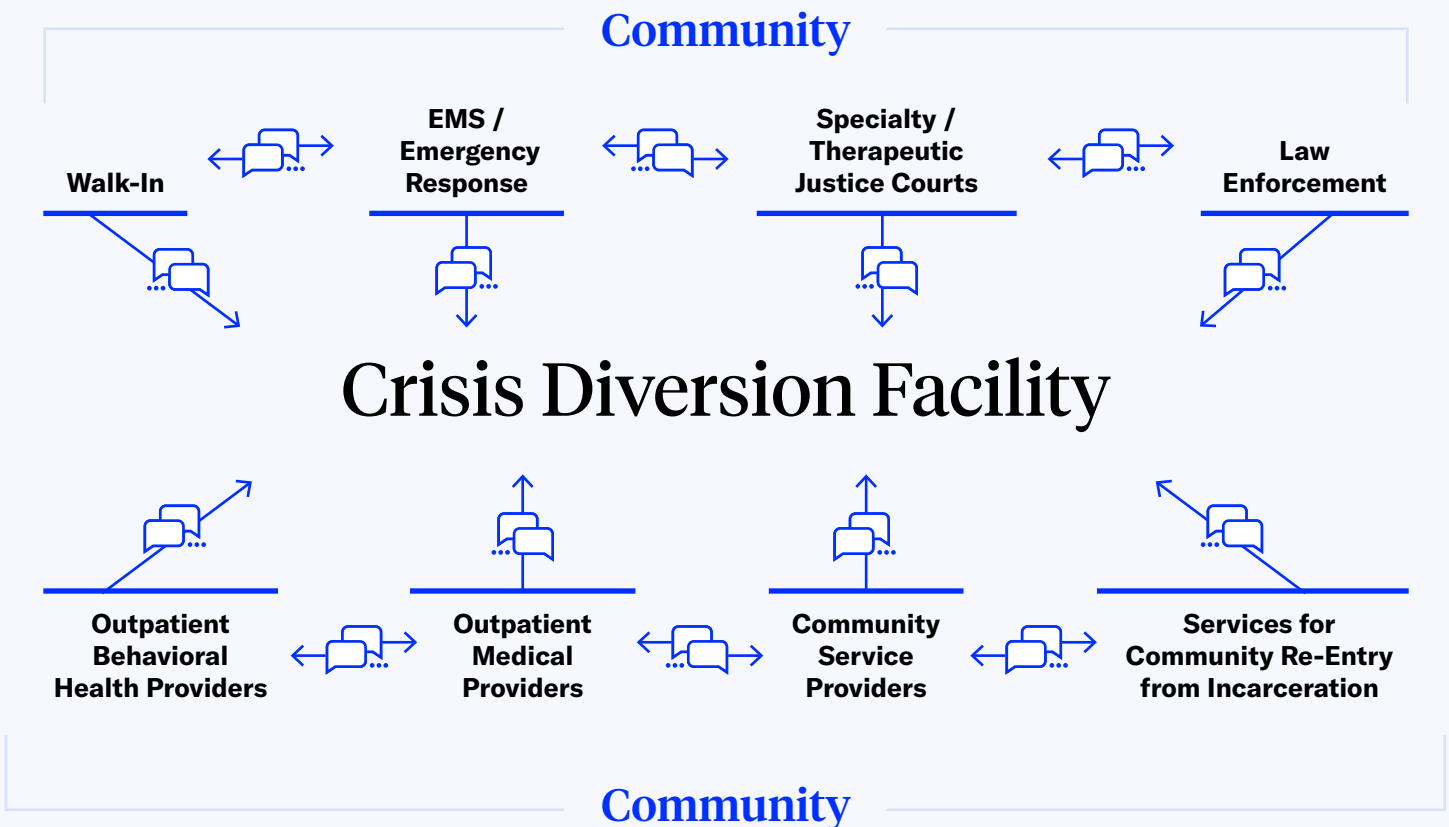 Community
Walk-In
EMS /
Emergency
Response
Specialty /
Therapeutic
Justice Courts
Law
Enforcement
Crisis Diversion Facility
Outpatient
Behavioral
Health Providers
Outpatient
Medical
Providers
Community
Service
Providers
Services for
Community Re-Entry
from Incarceration
Community